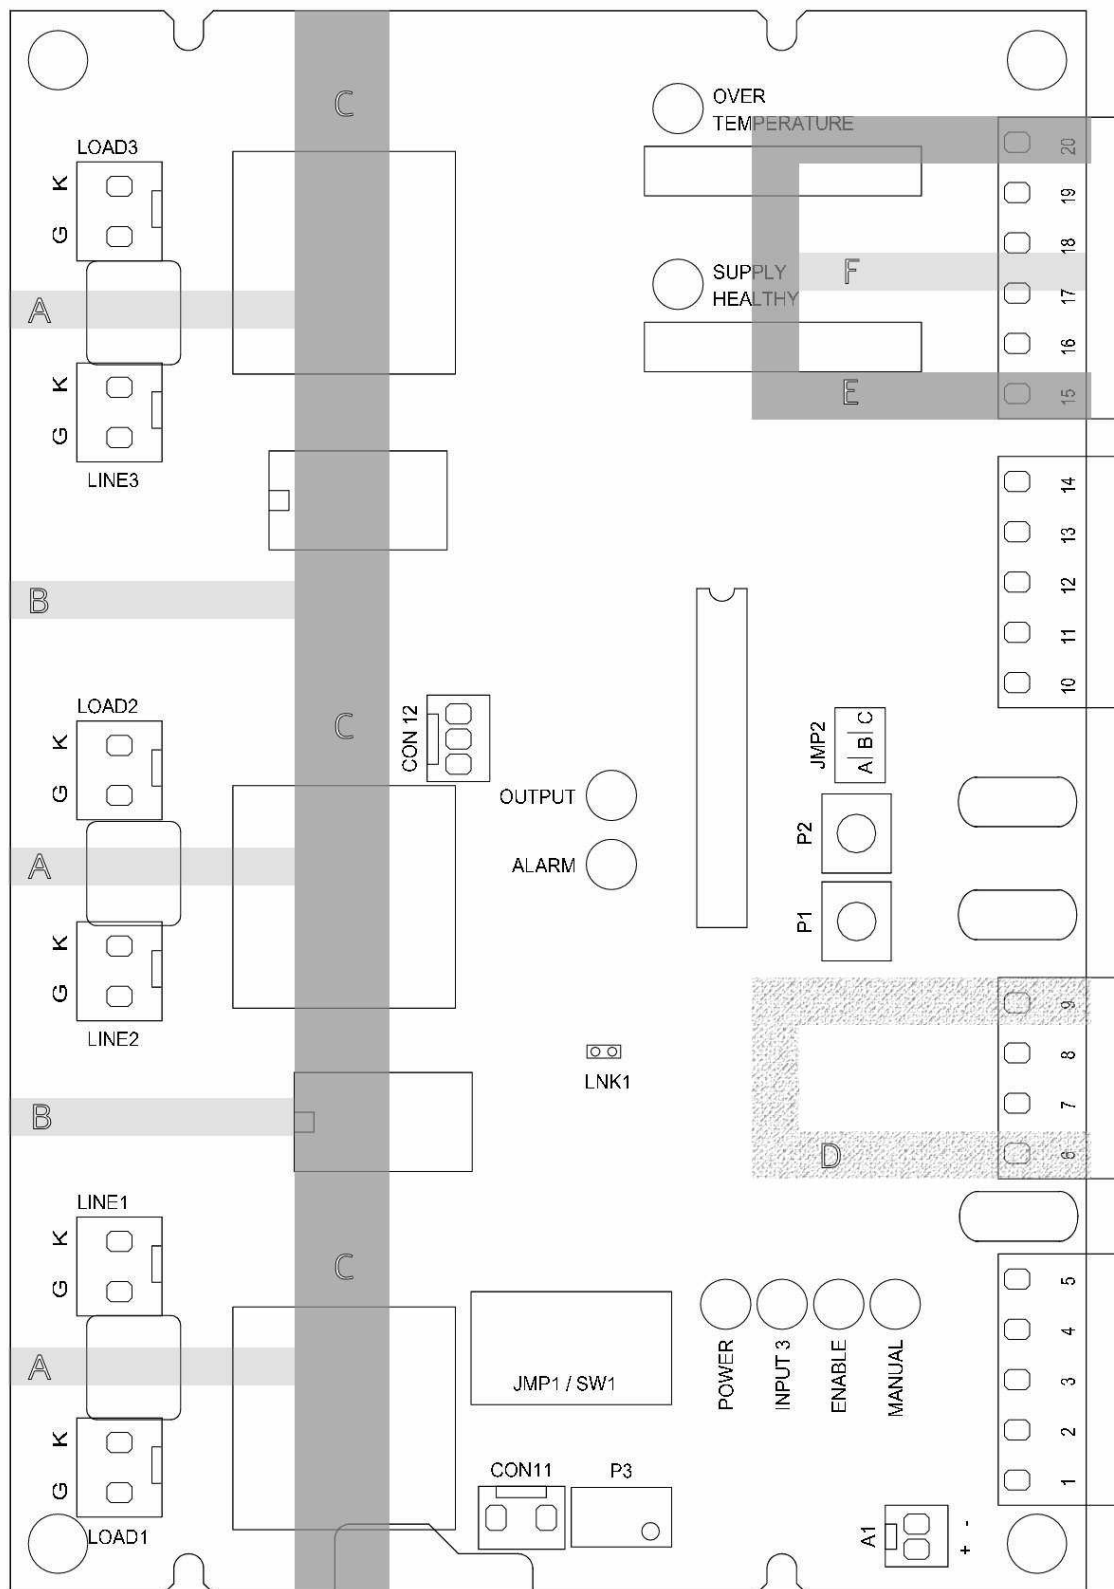 C
OVER
TEMPERATURE
LOAD3
K
G
20
19
18
17
16
15
A
SUPPLY
HEALTHY
F
E
K
G
LINE3
14
13
12
11
10
B
LOAD2
K
G
C
CON 12
JMP2
A | B | C
OUTPUT
P2
ALARM
A
P1
K
G
LINE2
9
8
7
6
LNK1
B
D
LINE1
K
G
C
5
4
3
2
1
POWER
INPUT 3
ENABLE
MANUAL
A
JMP1 / SW1
K
G
LOAD1
CON11
P3
A1
+ -